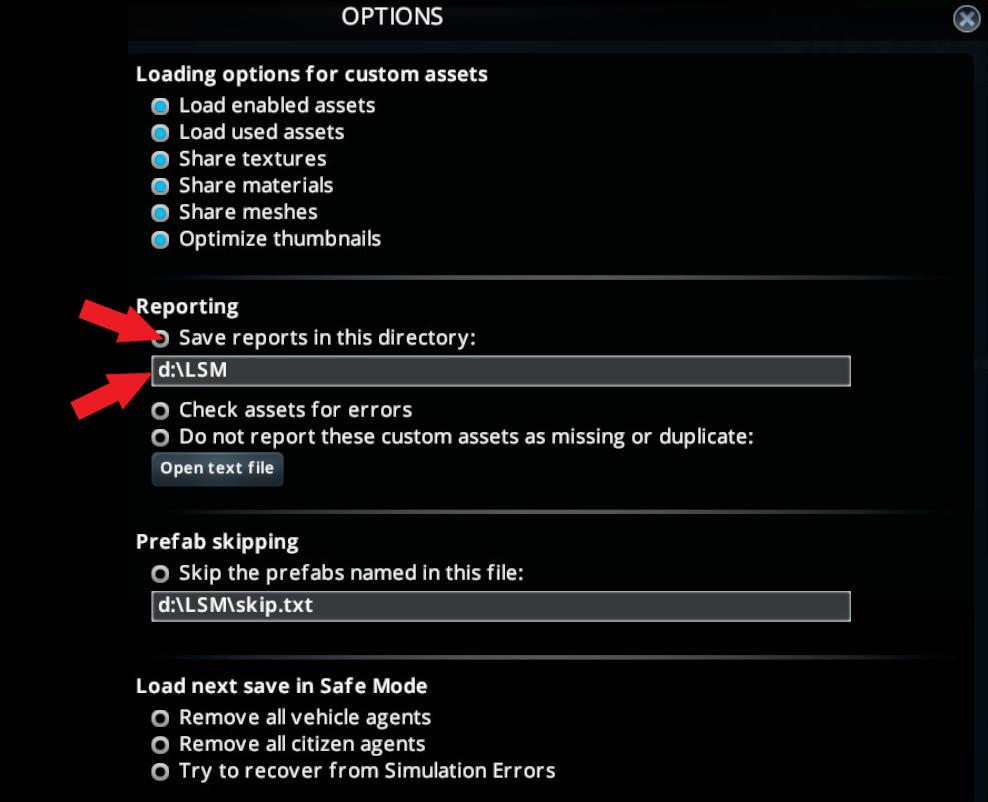 OPTIONS
Loading options for custom assets
Load enabled assets
Load used assets
Share textures
Share materials
Share meshes
Optimize thumbnails
Reporting
Save reports in this directory:
d:\LSM
Check assets for errors
Do not report these custom assets as missing or duplicate:
Open text file
Prefab skipping
Skip the prefabs named in this file:
d:\LSM\skip.txt
Load next save in Safe Mode
Remove all vehicle agents
Remove all citizen agents
Try to recover from Simulation Errors